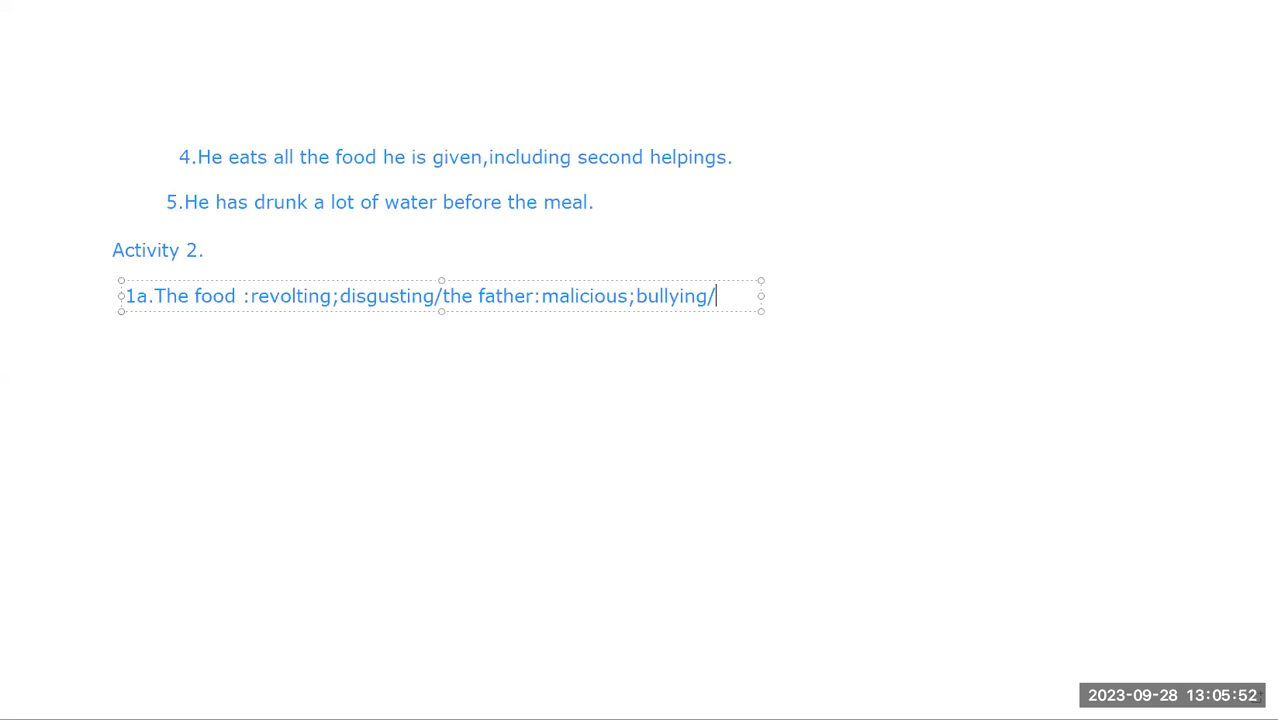 4.He eats all the food he is given,including second helpings.
5.He has drunk a lot of water before the meal.
Activity 2.
1a.The food :revolting;disgusting/the father:malicious;bullying/
2023-09-28 13:05:52